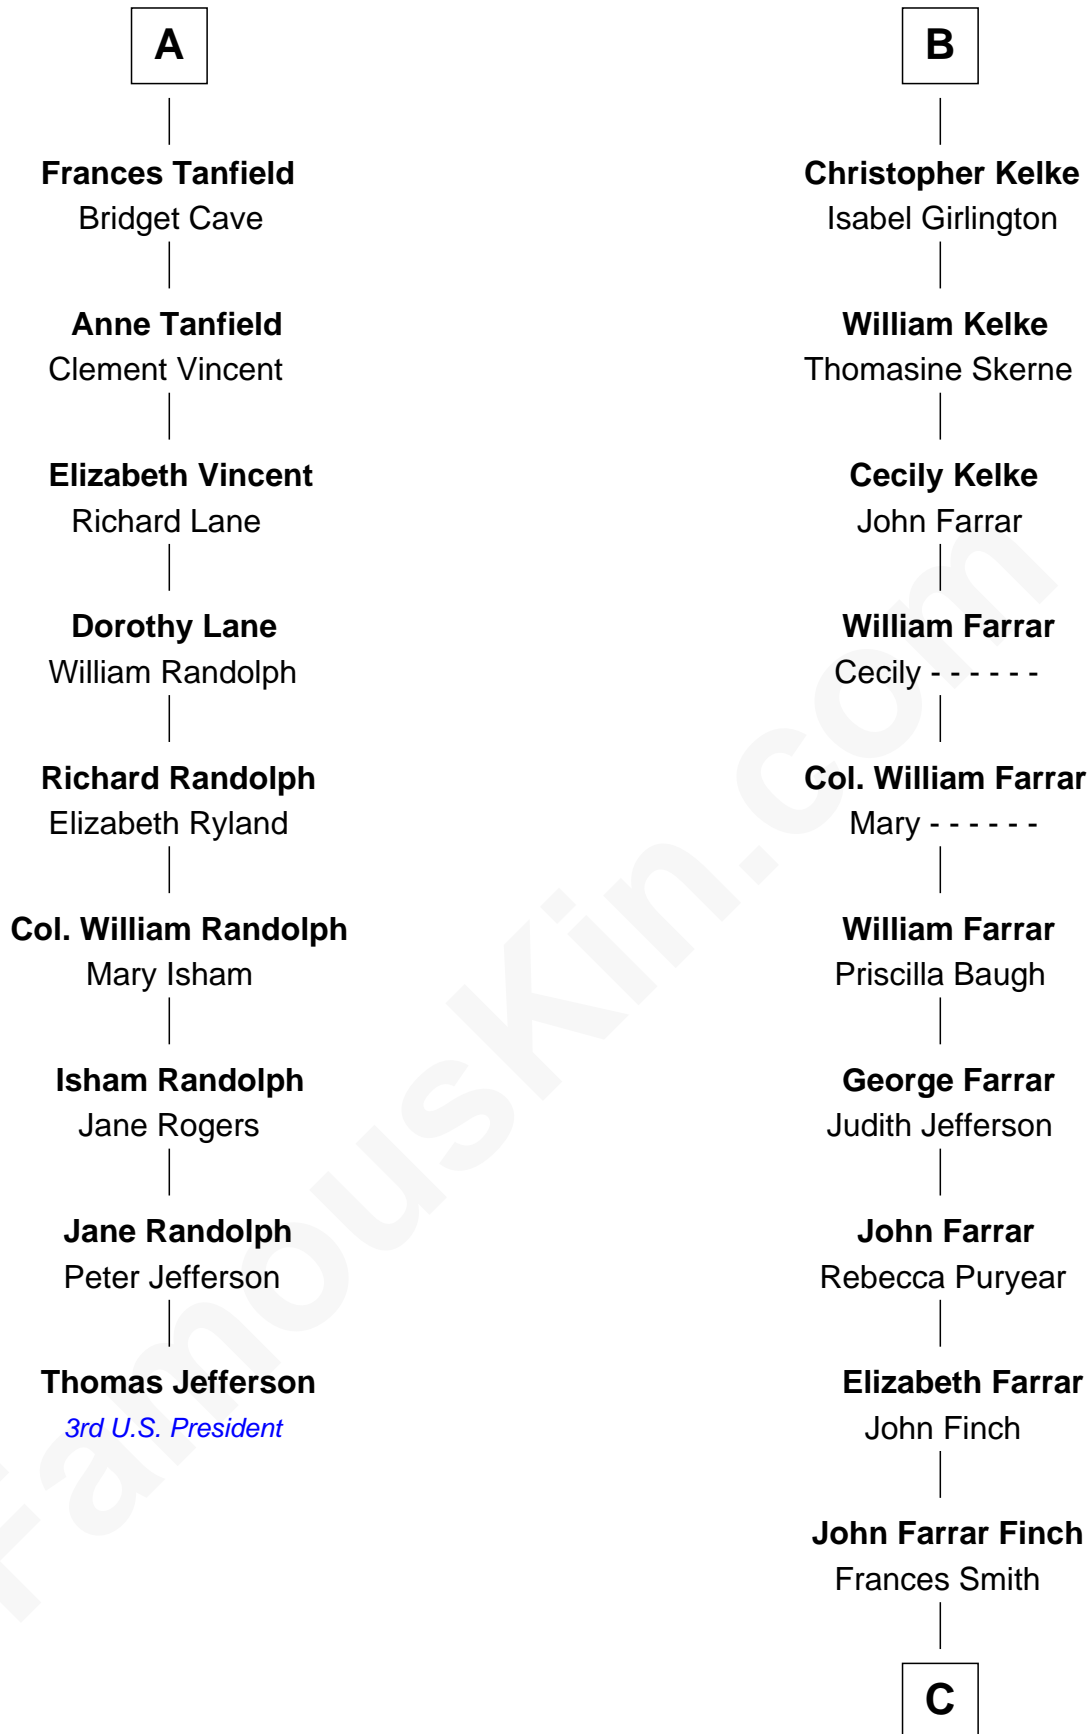 A
Frances Tanfield
Bridget Cave
Anne Tanfield
Clement Vincent
Elizabeth Vincent
Richard Lane
Dorothy Lane
William Randolph
Richard Randolph
Elizabeth Ryland
Col. William Randolph
Mary Isham
Isham Randolph
Jane Rogers
Jane Randolph
Peter Jefferson
Thomas Jefferson
3rd U.S. President
B
Christopher Kelke
Isabel Girlington
William Kelke
Thomasine Skerne
Cecily Kelke
John Farrar
William Farrar
Cecily - - - - - -
Col. William Farrar
Mary - - - - - -
William Farrar
Priscilla Baugh
George Farrar
Judith Jefferson
John Farrar
Rebecca Puryear
Elizabeth Farrar
John Finch
John Farrar Finch
Frances Smith
C
FamousKin.com